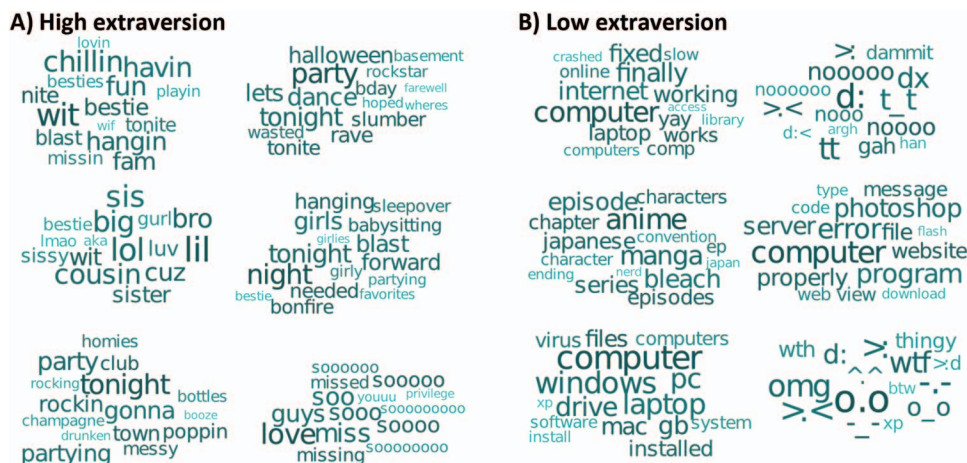 A) High extraversion
lovin
chillin havin
besties fun playin
nite bestie
wit wif tonite
blast hangin
missin fam
halloween basement
party rockstar
bday farewell
lets dance hoped wheres
tonight slumber
wasted rave
tonite
sis
bestie big gurl bro
lmao aka lol luv lil
sissy wit
cousin cuz
sister
hanging sleepover
girls babysitting
girlies blast
tonight forward
night girly partying
needed favorites
bestie bonfire
homies
party club
rocking tonight
rockin bottles
champagne gonna booze
drunken town poppin
partying messy
sooooooo
missed sooooo
soo youuu privilege
guys sooo soooooooooo
soooo
love miss
missing sooooooooo
B) Low extraversion
crashed fixed slow
online finally
internet working
computer access
yay library
laptop works
computers comp
>: dammit
nooooo dx
noooooo d: t_t
>.< nooo noooo
d:< argh
tt gah han
episode characters
chapter anime
japanese convention
character manga ep
ending nerd japan
series bleach
episodes
type message
code photoshop
server error file flash
computer website
properly program
web view download
virus files computers
computer
windows pc
xp drive laptop
software mac gb system
install installed
wth d: >: thingy
^.^ wtf >:d
omg btw -.-
>.< o.o o_o
-_- xp